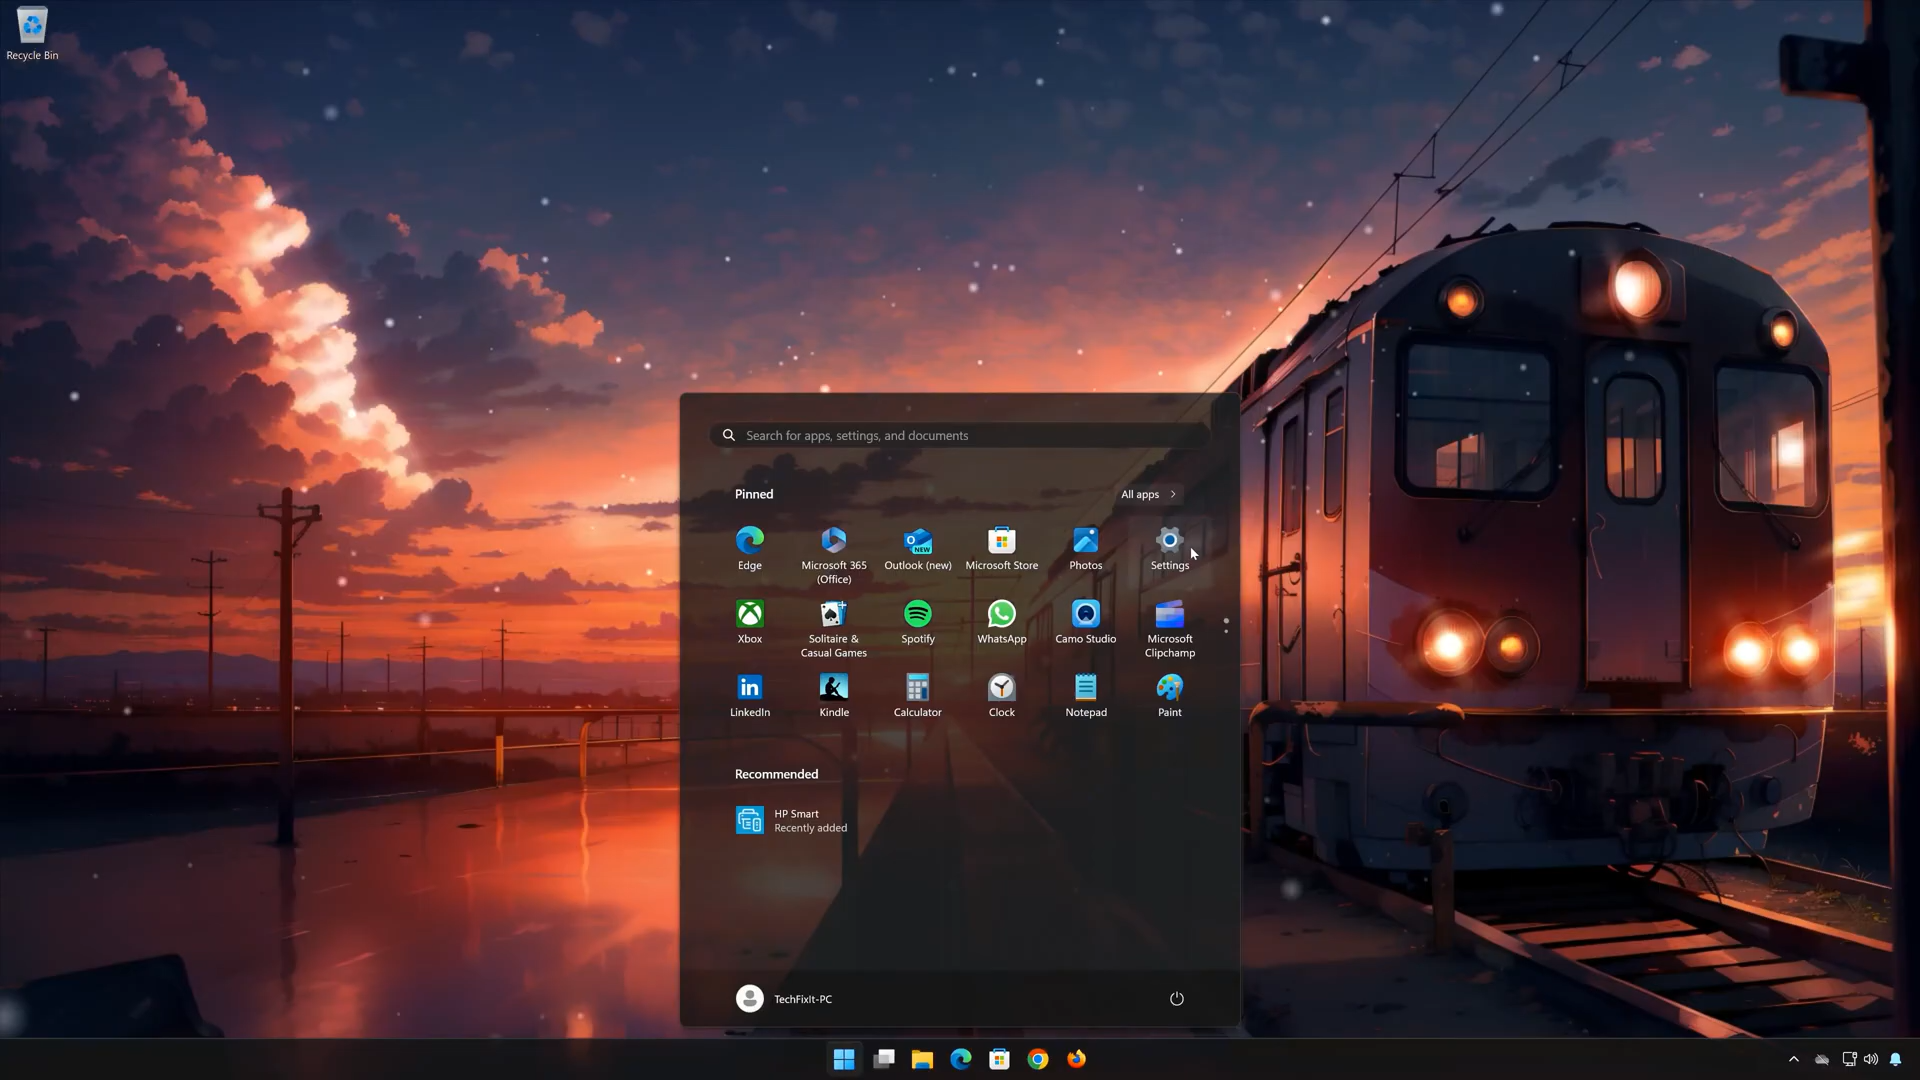 Recycle Bin
Search for apps, settings, and documents
Pinned
All apps
Edge
Microsoft 365
(Office)
Outlook (new)
Microsoft Store
Photos
Settings
Xbox
Solitaire &
Casual Games
Spotify
WhatsApp
Camo Studio
Microsoft
Clipchamp
LinkedIn
Kindle
Calculator
Clock
Notepad
Paint
Recommended
HP Smart
Recently added
TechFixIt-PC